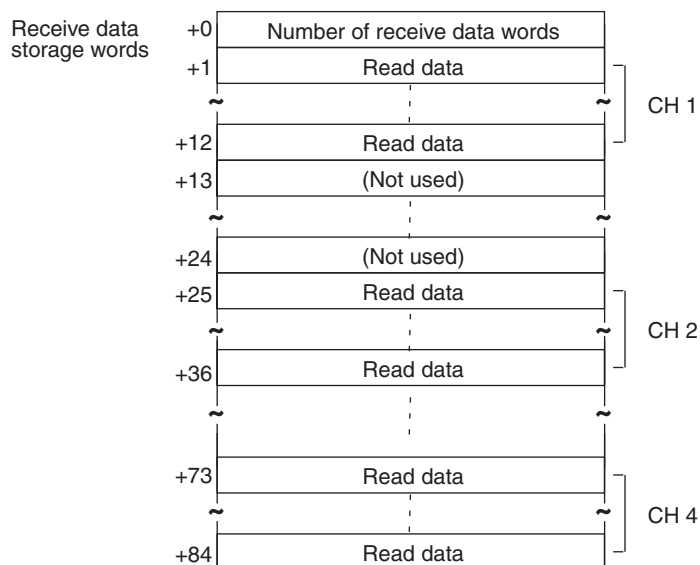 Receive data
storage words
+0 Number of receive data words
+1 Read data
CH 1
+12 Read data
+13 (Not used)
+24 (Not used)
+25 Read data
CH 2
+36 Read data
+73 Read data
CH 4
+84 Read data